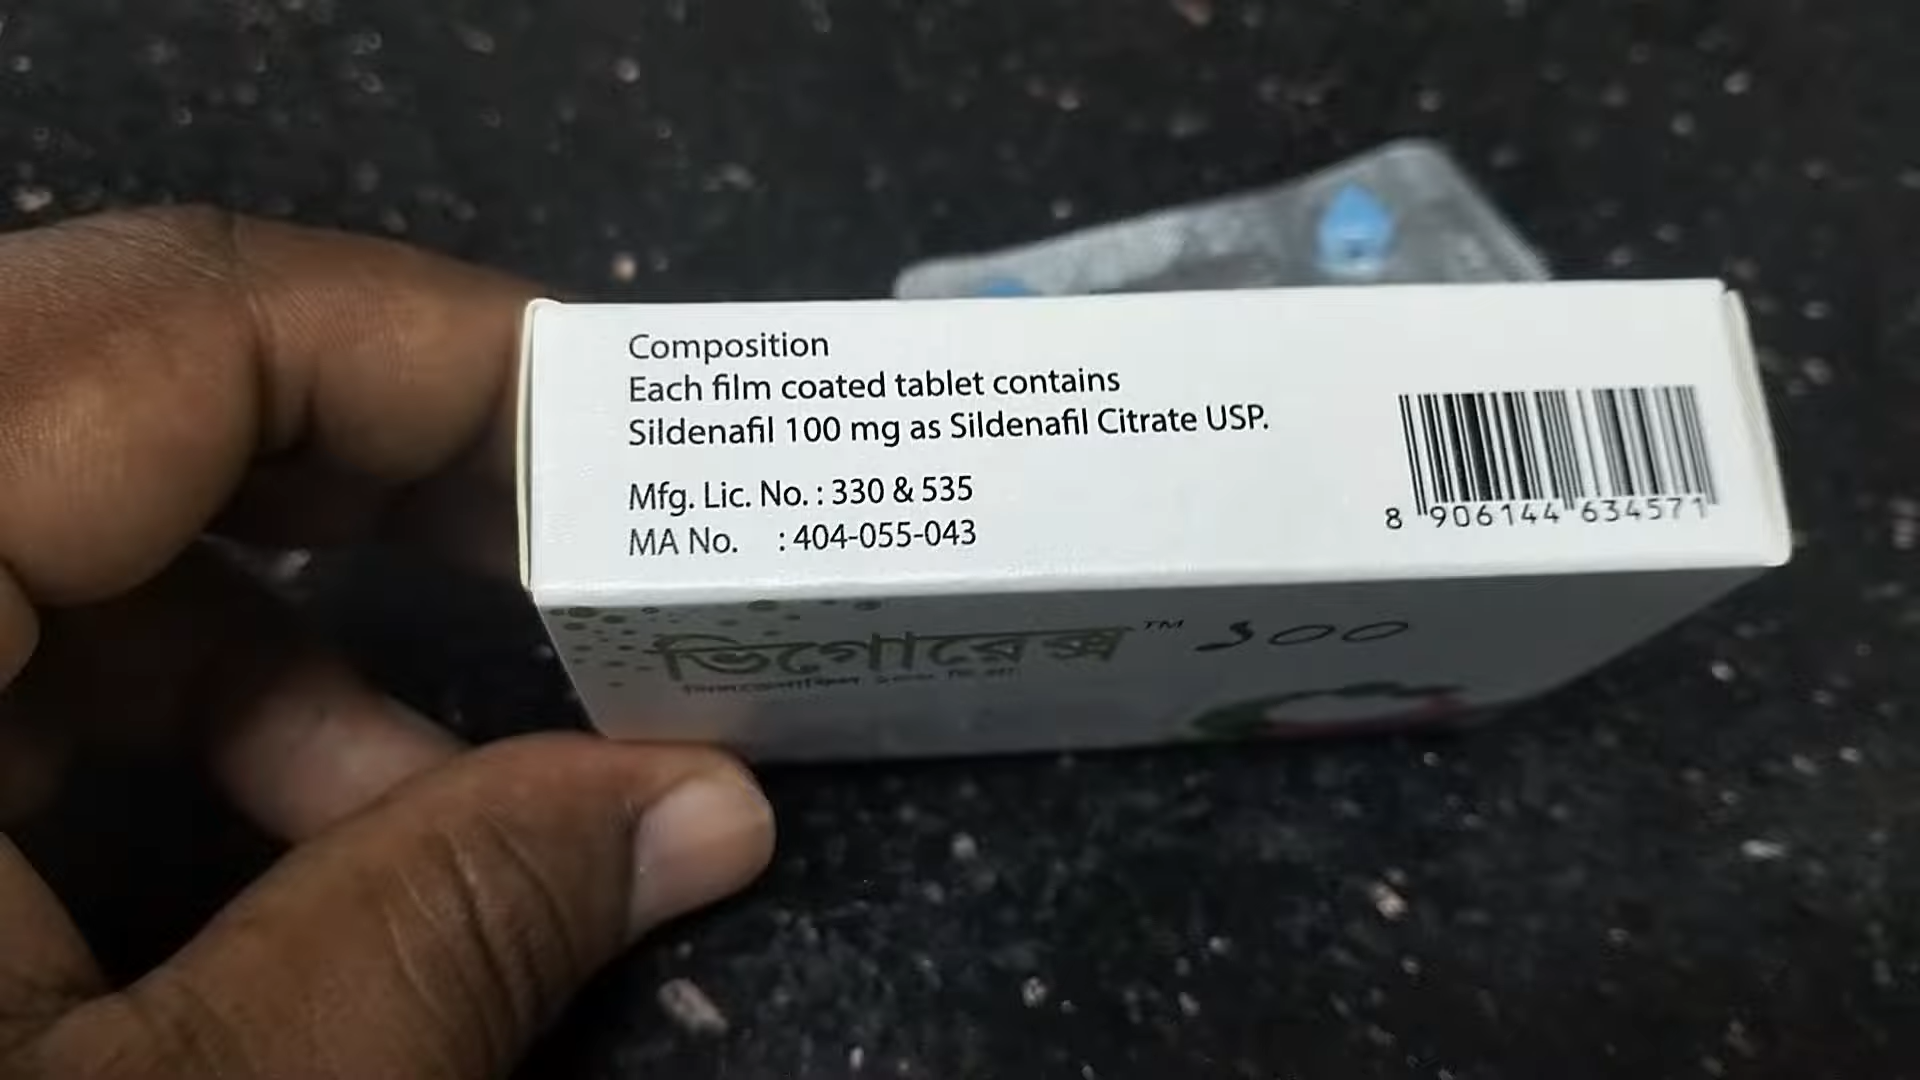 Composition
Each film coated tablet contains
Sildenafil 100 mg as Sildenafil Citrate USP.
Mfg. Lic. No. : 330 & 535
MA No. : 404-055-043
8 906144 634571
ভিগোরেক্স™ ১০০